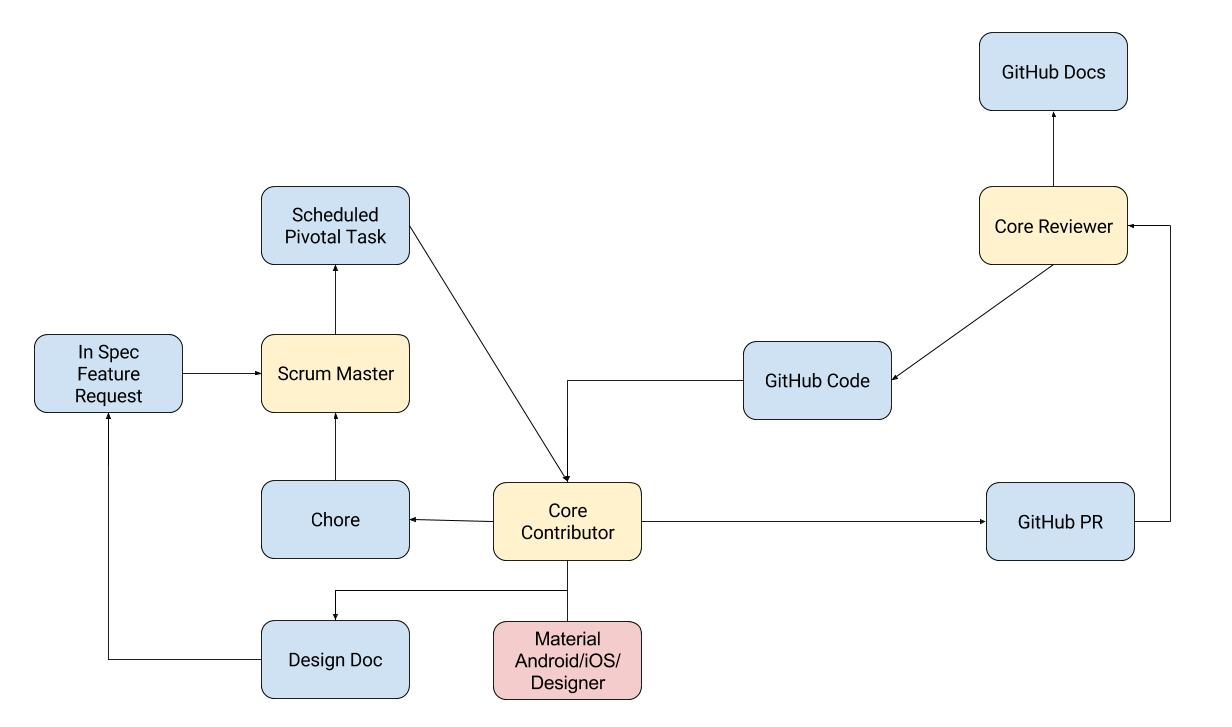 GitHub Docs
Scheduled
Pivotal Task
Core Reviewer
In Spec
Feature
Request
Scrum Master
GitHub Code
Chore
Core
Contributor
GitHub PR
Design Doc
Material
Android/iOS/
Designer